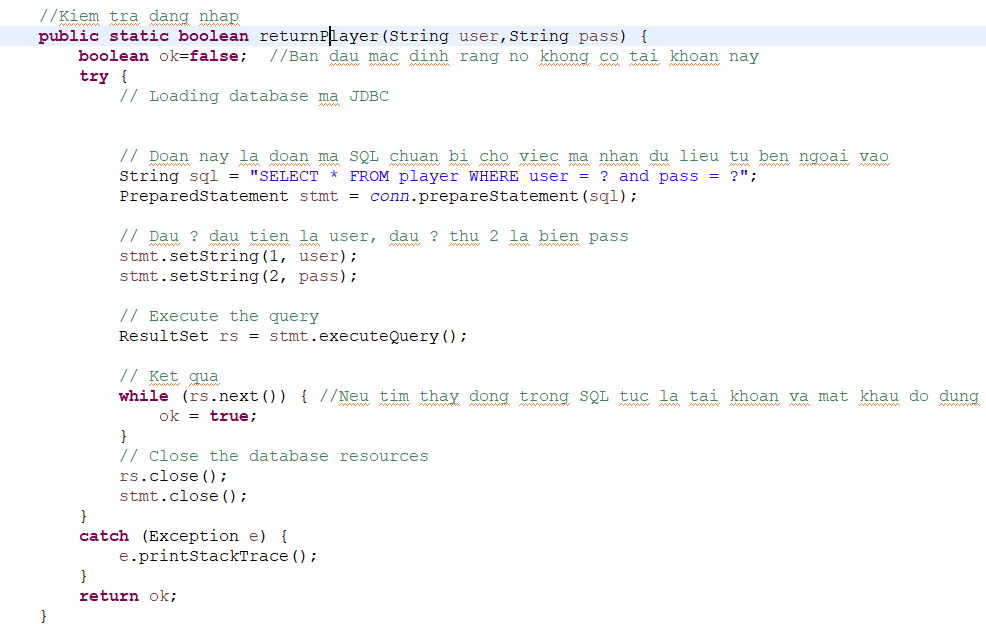 //Kiem tra dang nhap
public static boolean returnPlayer(String user,String pass) {
boolean ok=false;  //Ban dau mac dinh rang no khong co tai khoan nay
try {
// Loading database ma JDBC
// Doan nay la doan ma SQL chuan bi cho viec ma nhan du lieu tu ben ngoai vao
String sql = "SELECT * FROM player WHERE user = ? and pass = ?";
PreparedStatement stmt = conn.prepareStatement(sql);
// Dau ? dau tien la user, dau ? thu 2 la bien pass
stmt.setString(1, user);
stmt.setString(2, pass);
// Execute the query
ResultSet rs = stmt.executeQuery();
// Ket qua
while (rs.next()) { //Neu tim thay dong trong SQL tuc la tai khoan va mat khau do dung
ok = true;
}
// Close the database resources
rs.close();
stmt.close();
}
catch (Exception e) {
e.printStackTrace();
}
return ok;
}